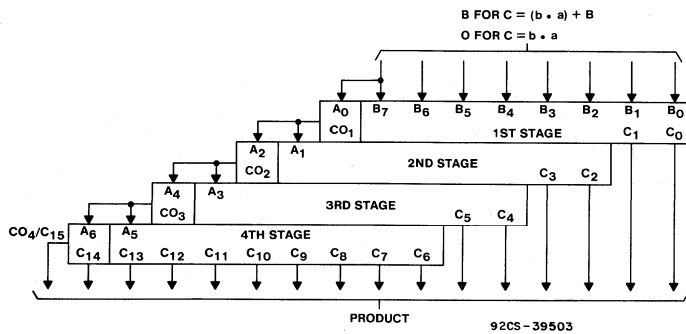 B FOR C = (b • a) + B
O FOR C = b • a
A0 B7 B6 B5 B4 B3 B2 B1 B0
CO1 1ST STAGE C1 C0
A2 A1
CO2 2ND STAGE C3 C2
A4 A3
CO3 3RD STAGE C5 C4
CO4/C15 A6 A5 4TH STAGE
C14 C13 C12 C11 C10 C9 C8 C7 C6
PRODUCT
92CS-39503